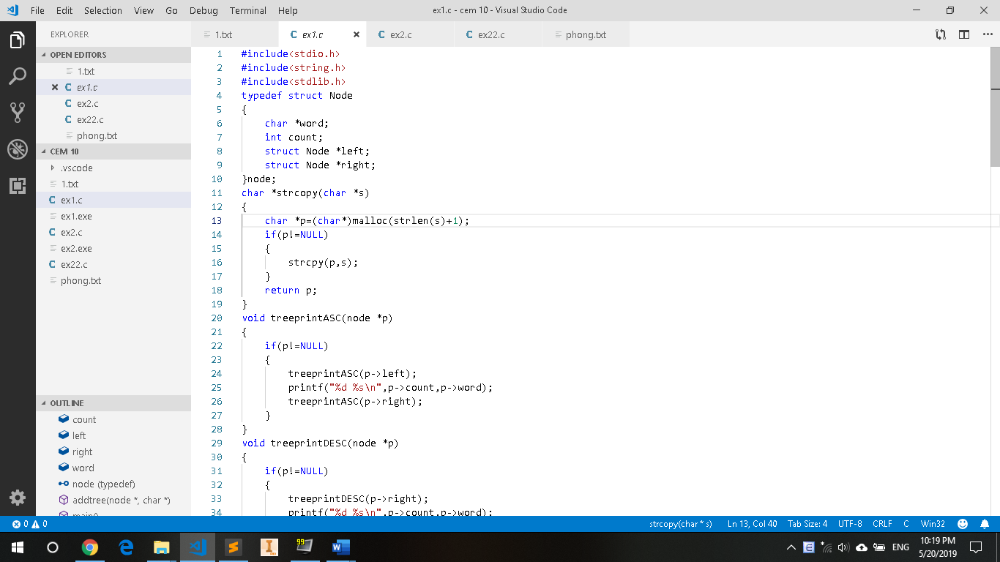 File Edit Selection View Go Debug Terminal Help ex1.c - cem 10 - Visual Studio Code
EXPLORER
1.txt ex1.c ex2.c ex22.c phong.txt
OPEN EDITORS
1.txt
ex1.c
ex2.c
ex22.c
phong.txt
CEM 10
.vscode
1.txt
ex1.c
ex1.exe
ex2.c
ex2.exe
ex22.c
phong.txt
OUTLINE
count
left
right
word
node (typedef)
addtree(node *, char *)
main()
1 #include<stdio.h>
2 #include<string.h>
3 #include<stdlib.h>
4 typedef struct Node
5 {
6 char *word;
7 int count;
8 struct Node *left;
9 struct Node *right;
10 }node;
11 char *strcopy(char *s)
12 {
13 char *p=(char*)malloc(strlen(s)+1);
14 if(p!=NULL)
15 {
16 strcpy(p,s);
17 }
18 return p;
19 }
20 void treeprintASC(node *p)
21 {
22 if(p!=NULL)
23 {
24 treeprintASC(p->left);
25 printf("%d %s\n",p->count,p->word);
26 treeprintASC(p->right);
27 }
28 }
29 void treeprintDESC(node *p)
30 {
31 if(p!=NULL)
32 {
33 treeprintDESC(p->right);
34 printf("%d %s\n",p->count,p->word);
0 0 strcopy(char * s) Ln 13, Col 40 Tab Size: 4 UTF-8 CRLF C Win32
99 ENG 10:19 PM
5/20/2019